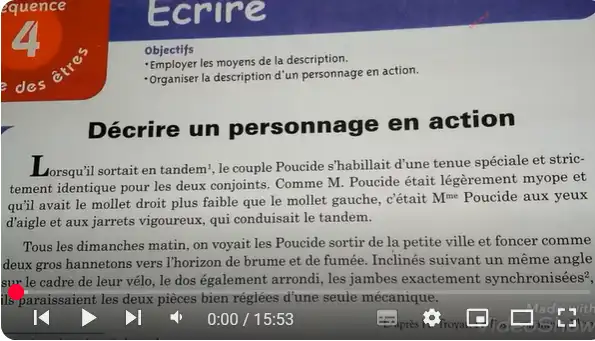 équence
Ecrire
4
e des êtres
Objectifs
•Employer les moyens de la description.
•Organiser la description d'un personnage en action.
Décrire un personnage en action
Lorsqu'il sortait en tandem¹, le couple Poucide s'habillait d'une tenue spéciale et stric-
tement identique pour les deux conjoints. Comme M. Poucide était légèrement myope et
qu'il avait le mollet droit plus faible que le mollet gauche, c'était Mme Poucide aux yeux
d'aigle et aux jarrets vigoureux, qui conduisait le tandem.
Tous les dimanches matin, on voyait les Poucide sortir de la petite ville et foncer comme
deux gros hannetons vers l'horizon de brume et de fumée. Inclinés suivant un même angle
sur le cadre de leur vélo, le dos également arrondi, les jambes exactement synchronisées²,
ils paraissaient les deux pièces bien réglées d'une seule mécanique.
D'après H. Troyat
Made with
VideoShow
0:00 / 15:53